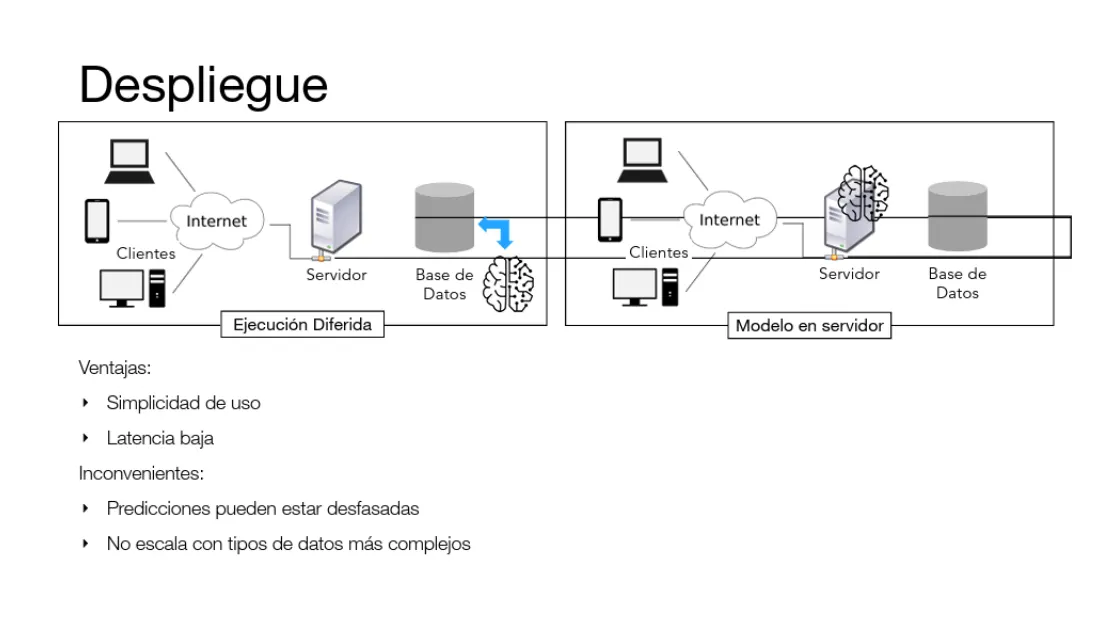 Despliegue
Internet
Clientes
Servidor
Base de
Datos
Ejecución Diferida
Internet
Clientes
Servidor
Base de
Datos
Modelo en servidor
Ventajas:
Simplicidad de uso
Latencia baja
Inconvenientes:
Predicciones pueden estar desfasadas
No escala con tipos de datos más complejos